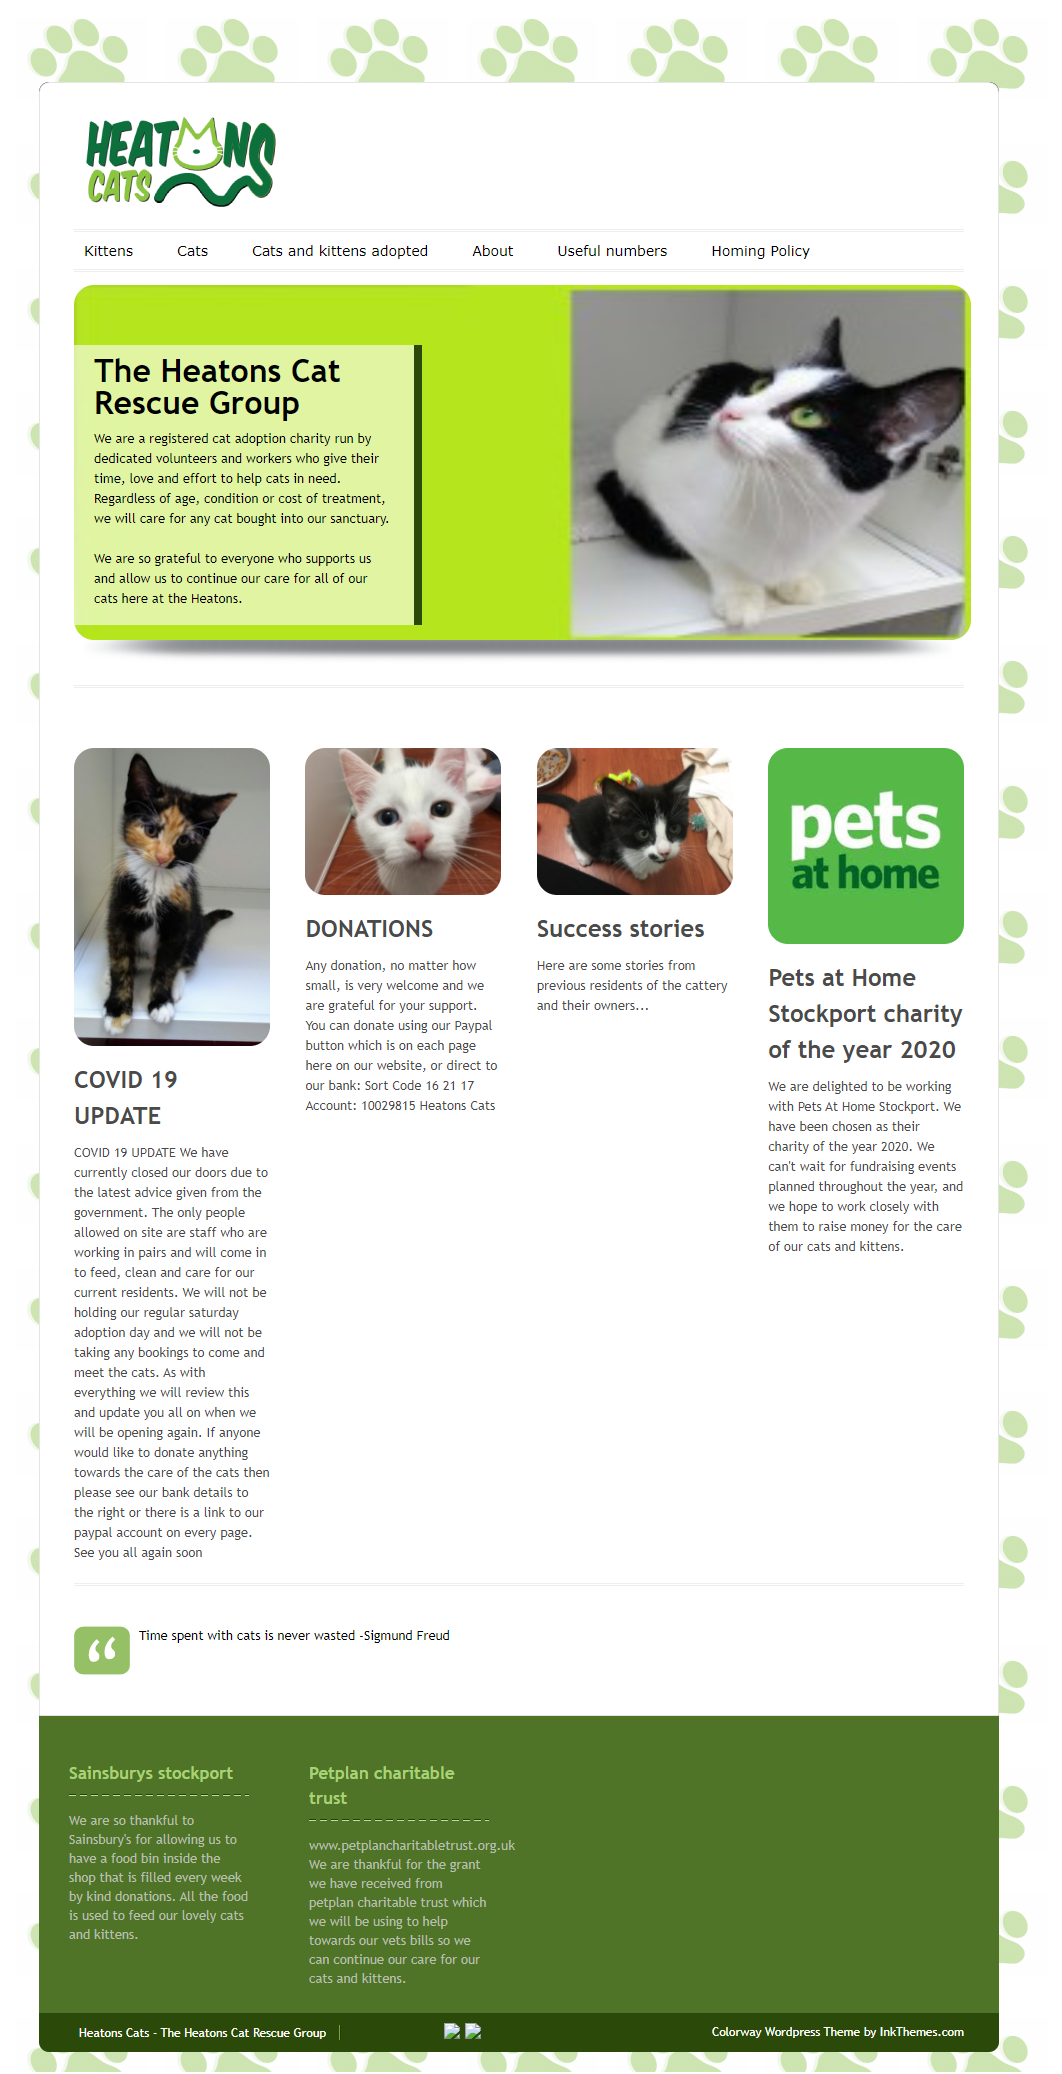 HEATONS
CATS
Kittens Cats Cats and kittens adopted About Useful numbers Homing Policy
The Heatons Cat
Rescue Group
We are a registered cat adoption charity run by
dedicated volunteers and workers who give their
time, love and effort to help cats in need.
Regardless of age, condition or cost of treatment,
we will care for any cat bought into our sanctuary.
We are so grateful to everyone who supports us
and allow us to continue our care for all of our
cats here at the Heatons.
COVID 19
UPDATE
COVID 19 UPDATE We have
currently closed our doors due to
the latest advice given from the
government. The only people
allowed on site are staff who are
working in pairs and will come in
to feed, clean and care for our
current residents. We will not be
holding our regular saturday
adoption day and we will not be
taking any bookings to come and
meet the cats. As with
everything we will review this
and update you all on when we
will be opening again. If anyone
would like to donate anything
towards the care of the cats then
please see our bank details to
the right or there is a link to our
paypal account on every page.
See you all again soon
DONATIONS
Any donation, no matter how
small, is very welcome and we
are grateful for your support.
You can donate using our Paypal
button which is on each page
here on our website, or direct to
our bank: Sort Code 16 21 17
Account: 10029815 Heatons Cats
Success stories
Here are some stories from
previous residents of the cattery
and their owners...
pets
at home
Pets at Home
Stockport charity
of the year 2020
We are delighted to be working
with Pets At Home Stockport. We
have been chosen as their
charity of the year 2020. We
can't wait for fundraising events
planned throughout the year, and
we hope to work closely with
them to raise money for the care
of our cats and kittens.
“
Time spent with cats is never wasted -Sigmund Freud
Sainsburys stockport
We are so thankful to
Sainsbury's for allowing us to
have a food bin inside the
shop that is filled every week
by kind donations. All the food
is used to feed our lovely cats
and kittens.
Petplan charitable
trust
www.petplancharitabletrust.org.uk
We are thankful for the grant
we have received from
petplan charitable trust which
we will be using to help
towards our vets bills so we
can continue our care for our
cats and kittens.
Heatons Cats - The Heatons Cat Rescue Group
Colorway Wordpress Theme by InkThemes.com